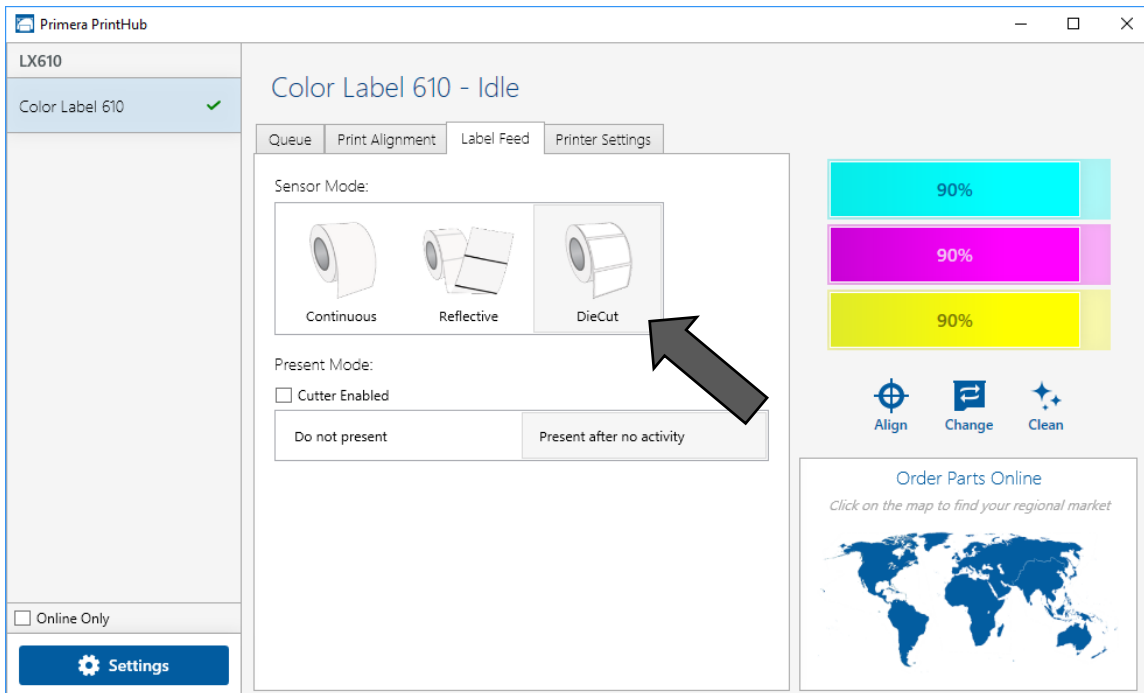 Primera PrintHub
LX610
Color Label 610
Color Label 610 - Idle
Queue Print Alignment Label Feed Printer Settings
Sensor Mode:
Continuous Reflective DieCut
Present Mode:
Cutter Enabled
Do not present Present after no activity
90%
90%
90%
Align Change Clean
Order Parts Online
Click on the map to find your regional market
Online Only
Settings